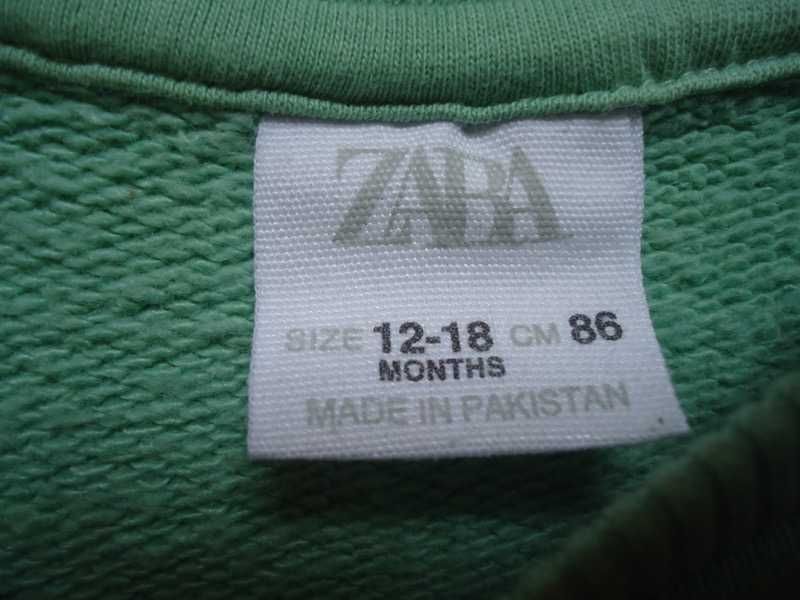 ZARA
SIZE 12-18 CM 86
MONTHS
MADE IN PAKISTAN